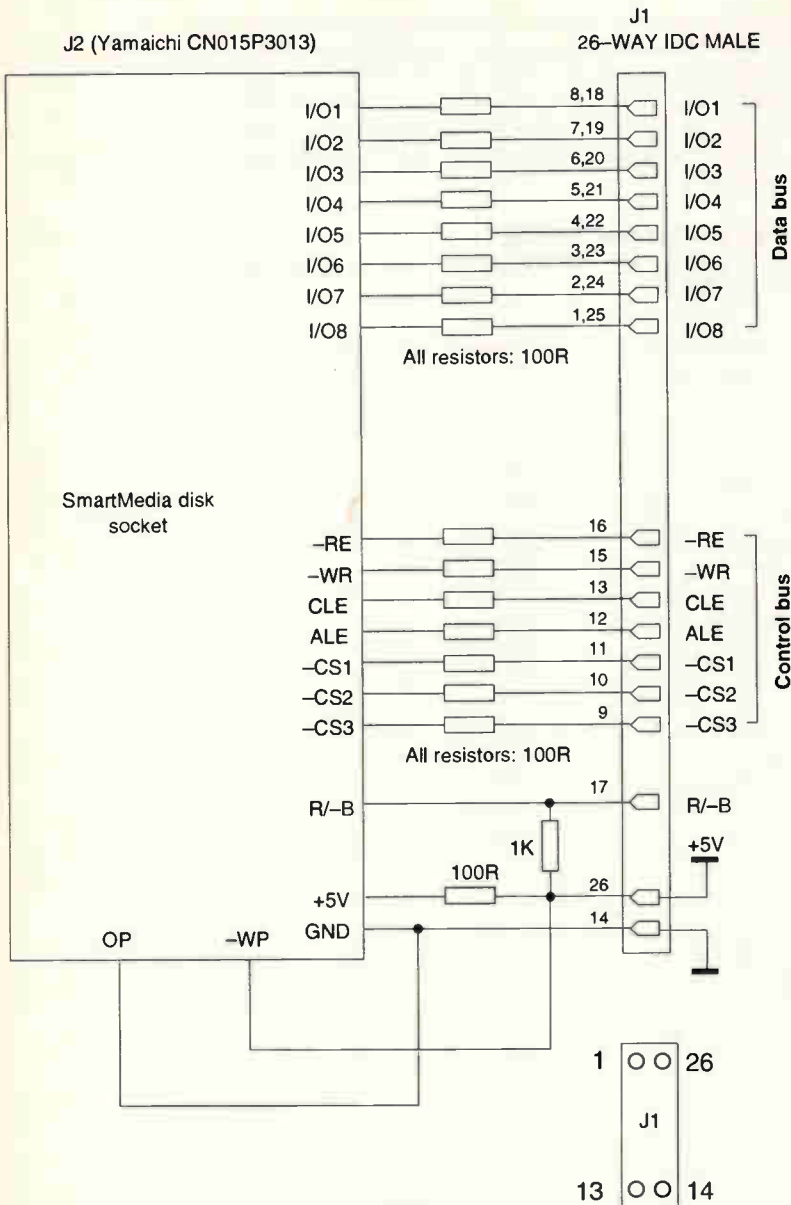 J2 (Yamaichi CN015P3013)
J1
26–WAY IDC MALE
I/O1 8,18 I/O1
I/O2 7,19 I/O2
I/O3 6,20 I/O3
I/O4 5,21 I/O4
I/O5 4,22 I/O5
I/O6 3,23 I/O6
I/O7 2,24 I/O7
I/O8 1,25 I/O8
Data bus
All resistors: 100R
SmartMedia disk
socket
–RE 16 –RE
–WR 15 –WR
CLE 13 CLE
ALE 12 ALE
–CS1 11 –CS1
–CS2 10 –CS2
–CS3 9 –CS3
Control bus
All resistors: 100R
R/–B 17 R/–B
1K
+5V
+5V 100R 26
GND 14
OP –WP
1 26
J1
13 14